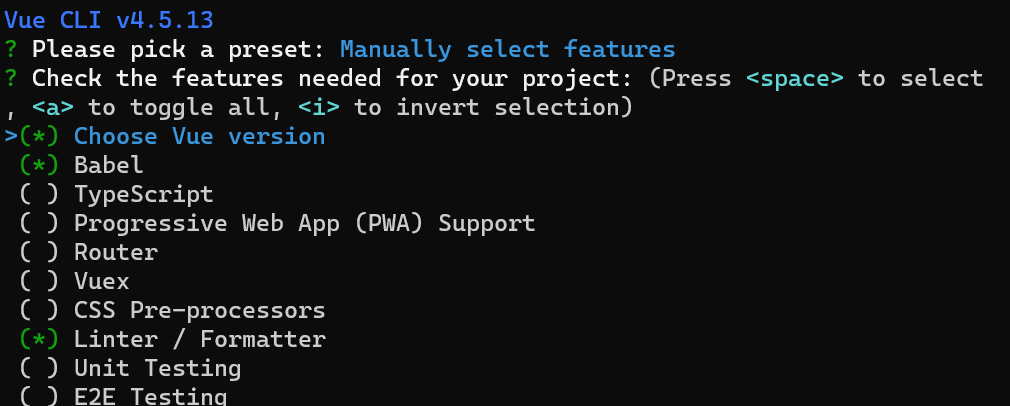 Vue CLI v4.5.13
? Please pick a preset: Manually select features
? Check the features needed for your project: (Press <space> to select
, <a> to toggle all, <i> to invert selection)
>(*) Choose Vue version
 (*) Babel
 ( ) TypeScript
 ( ) Progressive Web App (PWA) Support
 ( ) Router
 ( ) Vuex
 ( ) CSS Pre-processors
 (*) Linter / Formatter
 ( ) Unit Testing
 ( ) E2E Testing